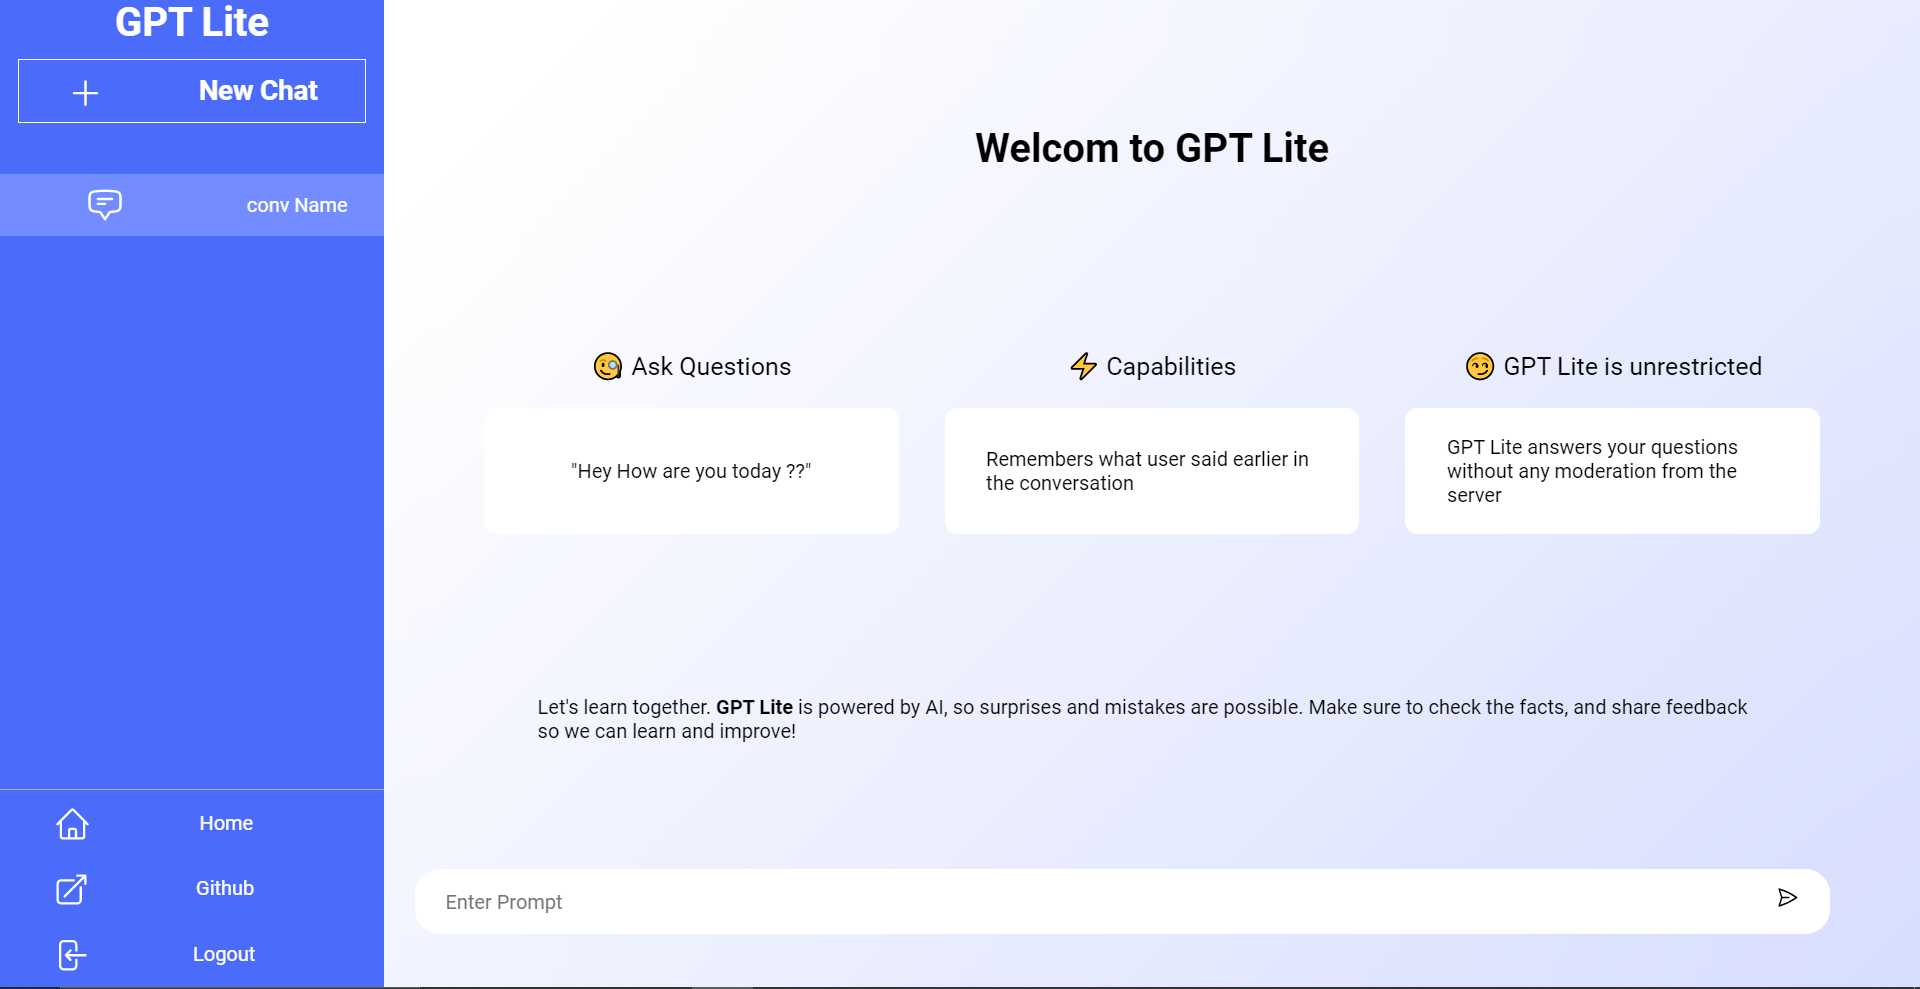 GPT Lite
New Chat
conv Name
Home
Github
Logout
Welcom to GPT Lite
Ask Questions
"Hey How are you today ??"
Capabilities
Remembers what user said earlier in
the conversation
GPT Lite is unrestricted
GPT Lite answers your questions
without any moderation from the
server
Let's learn together. GPT Lite is powered by AI, so surprises and mistakes are possible. Make sure to check the facts, and share feedback
so we can learn and improve!
Enter Prompt